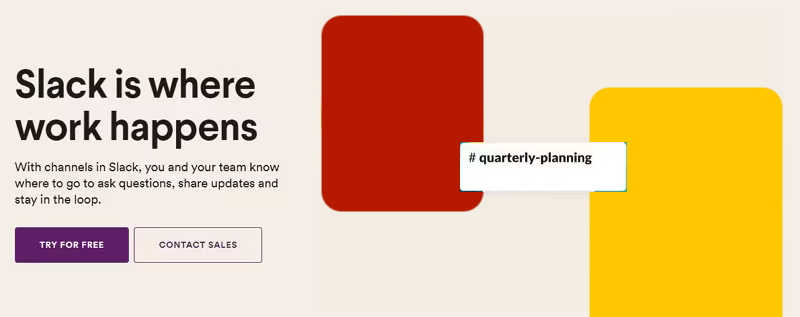 Slack is where
work happens
With channels in Slack, you and your team know
where to go to ask questions, share updates and
stay in the loop.
TRY FOR FREE
CONTACT SALES
# quarterly-planning